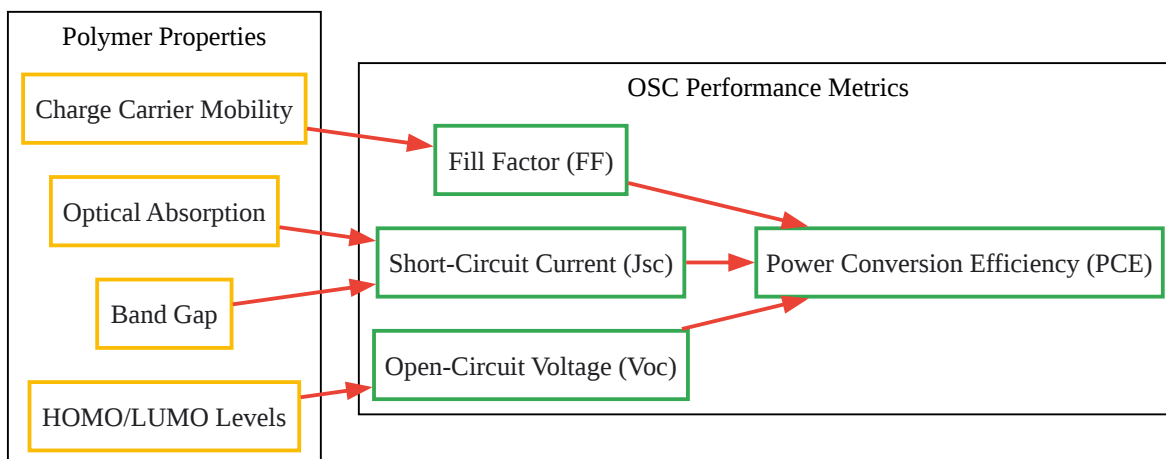 Polymer Properties
Charge Carrier Mobility
Optical Absorption
Band Gap
HOMO/LUMO Levels
OSC Performance Metrics
Fill Factor (FF)
Short-Circuit Current (Jsc)
Open-Circuit Voltage (Voc)
Power Conversion Efficiency (PCE)